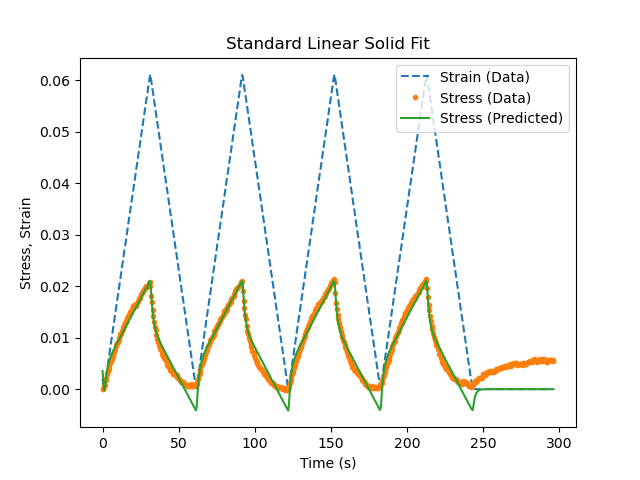 Standard Linear Solid Fit
Strain (Data)
Stress (Data)
Stress (Predicted)
Stress, Strain
0.06
0.05
0.04
0.03
0.02
0.01
0.00
0 50 100 150 200 250 300
Time (s)